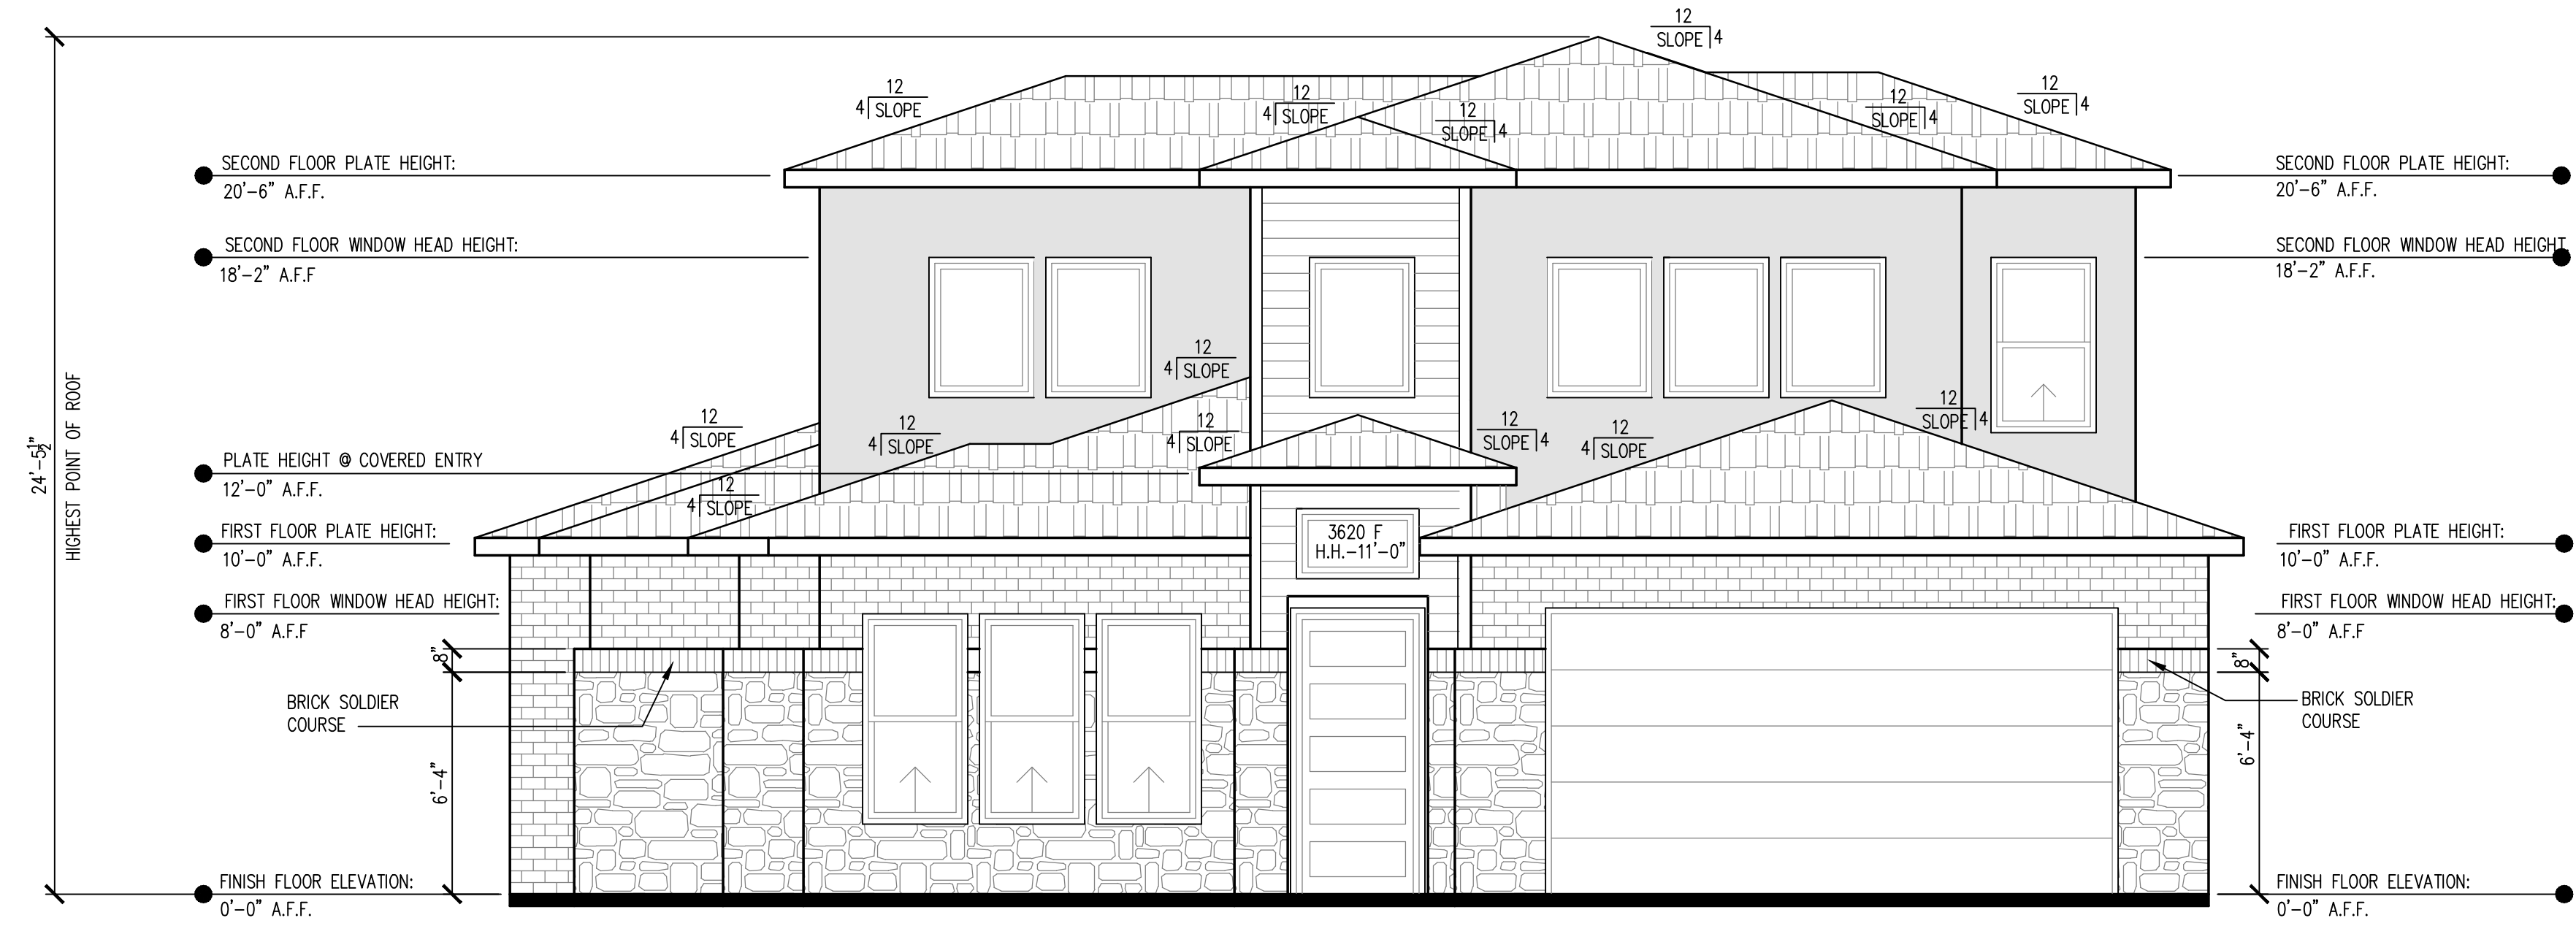 12
SLOPE 4
12
4 SLOPE
12
4 SLOPE
12
SLOPE 4
12
SLOPE 4
12
SLOPE 4
SECOND FLOOR PLATE HEIGHT:
20'-6" A.F.F.
SECOND FLOOR PLATE HEIGHT:
20'-6" A.F.F.
SECOND FLOOR WINDOW HEAD HEIGHT:
18'-2" A.F.F
SECOND FLOOR WINDOW HEAD HEIGHT
18'-2" A.F.F.
24'-5½"
HIGHEST POINT OF ROOF
12
4 SLOPE
12
4 SLOPE
12
4 SLOPE
12
4 SLOPE
12
SLOPE 4
12
4 SLOPE
12
SLOPE 4
PLATE HEIGHT @ COVERED ENTRY
12'-0" A.F.F.
12
4 SLOPE
FIRST FLOOR PLATE HEIGHT:
10'-0" A.F.F.
3620 F
H.H.-11'-0"
FIRST FLOOR PLATE HEIGHT:
10'-0" A.F.F.
FIRST FLOOR WINDOW HEAD HEIGHT:
8'-0" A.F.F
FIRST FLOOR WINDOW HEAD HEIGHT:
8'-0" A.F.F
8"
8"
BRICK SOLDIER
COURSE
BRICK SOLDIER
COURSE
6'-4"
6'-4"
FINISH FLOOR ELEVATION:
0'-0" A.F.F.
FINISH FLOOR ELEVATION:
0'-0" A.F.F.